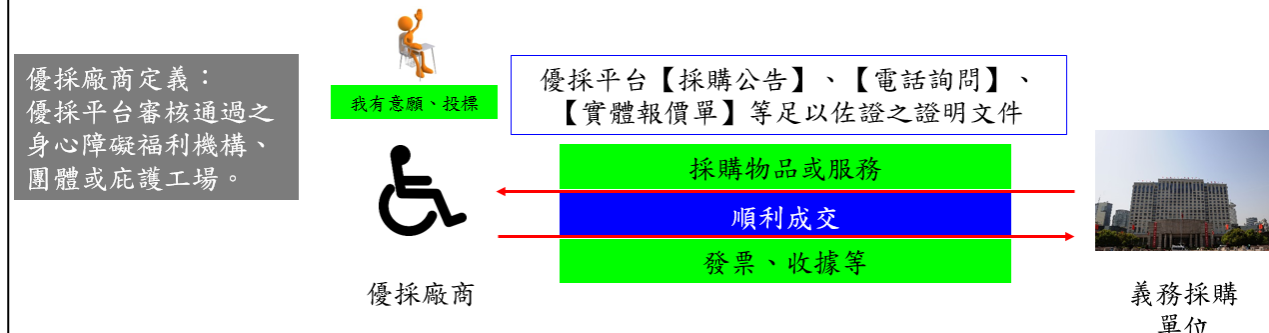 優採廠商定義：
優採平台審核通過之
身心障礙福利機構、
團體或庇護工場。
我有意願、投標
優採平台【採購公告】、【電話詢問】、
【實體報價單】等足以佐證之證明文件
採購物品或服務
順利成交
發票、收據等
優採廠商
義務採購
單位